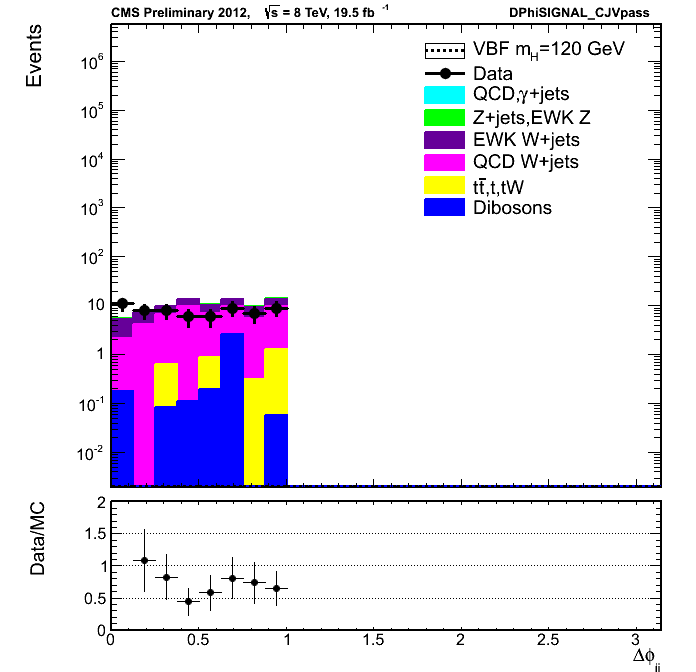 CMS Preliminary 2012, √s = 8 TeV, 19.5 fb⁻¹ DPhiSIGNAL_CJVpass
Events
10⁶
10⁵
10⁴
10³
10²
10
1
10⁻¹
10⁻²
VBF m_H=120 GeV
Data
QCD,γ+jets
Z+jets,EWK Z
EWK W+jets
QCD W+jets
tt̄,t,tW
Dibosons
Data/MC
2
1.5
1
0.5
0
0 0.5 1 1.5 2 2.5 3
Δϕ_jj